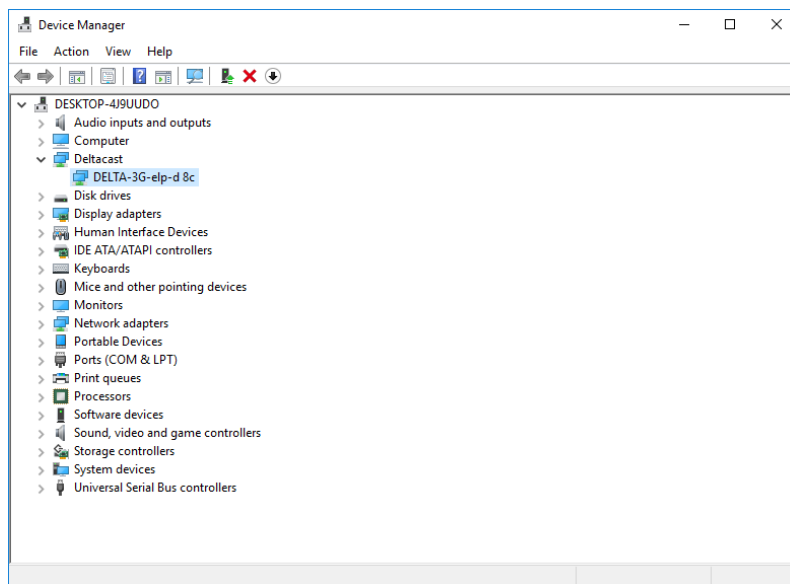 Device Manager
File Action View Help
DESKTOP-4J9UUDO
Audio inputs and outputs
Computer
Deltacast
DELTA-3G-elp-d 8c
Disk drives
Display adapters
Human Interface Devices
IDE ATA/ATAPI controllers
Keyboards
Mice and other pointing devices
Monitors
Network adapters
Portable Devices
Ports (COM & LPT)
Print queues
Processors
Software devices
Sound, video and game controllers
Storage controllers
System devices
Universal Serial Bus controllers